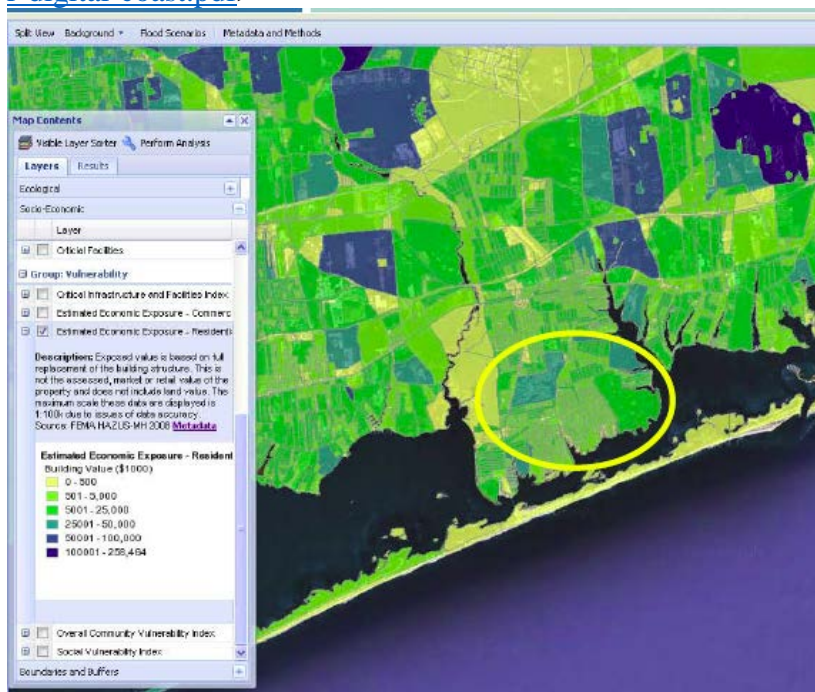 Split View Background Flood Scenarios Metadata and Methods
Map Contents
Visible Layer Sorter Perform Analysis
Layers Results
Ecological
Socio-Economic
Layer
Critical Facilities
Group: Vulnerability
Critical Infrastructure and Facilities Index
Estimated Economic Exposure - Commerc
Estimated Economic Exposure - Residenti
Description: Exposed value is based on full
replacement of the building structure. This is
not the assessed, market or retail value of the
property and does not include land value. The
maximum scale these data are displayed is
1:100k due to issues of data accuracy.
Source: FEMA HAZUS-MH 2008 Metadata
Estimated Economic Exposure - Resident
Building Value ($1000)
0 - 500
501 - 5,000
5001 - 25,000
25001 - 50,000
50001 - 100,000
100001 - 258,464
Overall Community Vulnerability Index
Social Vulnerability Index
Boundaries and Buffers